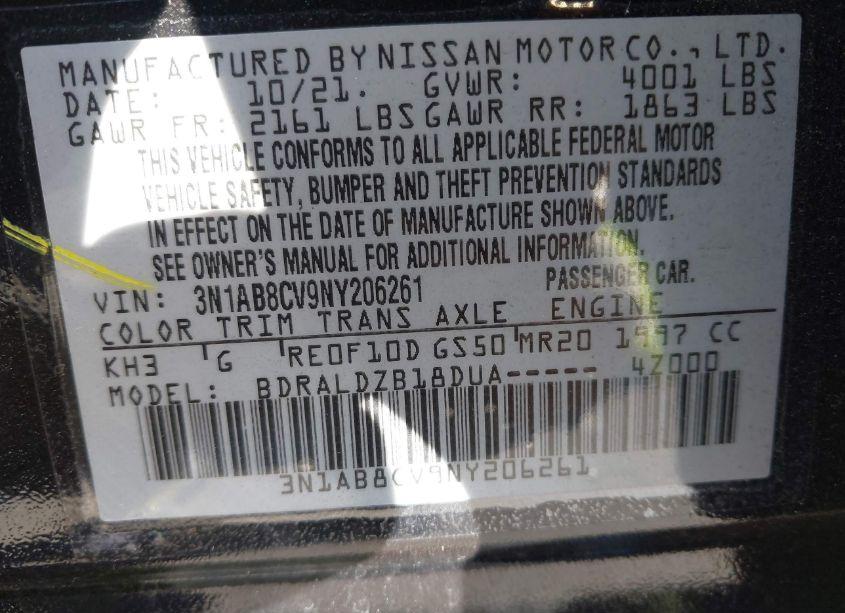 MANUFACTURED BY NISSAN MOTOR CO., LTD.
DATE: 10/21. GVWR: 4001 LBS
GAWR FR: 2161 LBS GAWR RR: 1863 LBS
THIS VEHICLE CONFORMS TO ALL APPLICABLE FEDERAL MOTOR
VEHICLE SAFETY, BUMPER AND THEFT PREVENTION STANDARDS
IN EFFECT ON THE DATE OF MANUFACTURE SHOWN ABOVE.
SEE OWNER'S MANUAL FOR ADDITIONAL INFORMATION.
VIN: 3N1AB8CV9NY206261 PASSENGER CAR.
COLOR TRIM TRANS AXLE ENGINE
KH3 G RE0F10D GS50 MR20 1997 CC
MODEL: BDRALDZB18DUA----- 4Z000
3N1AB8CV9NY206261